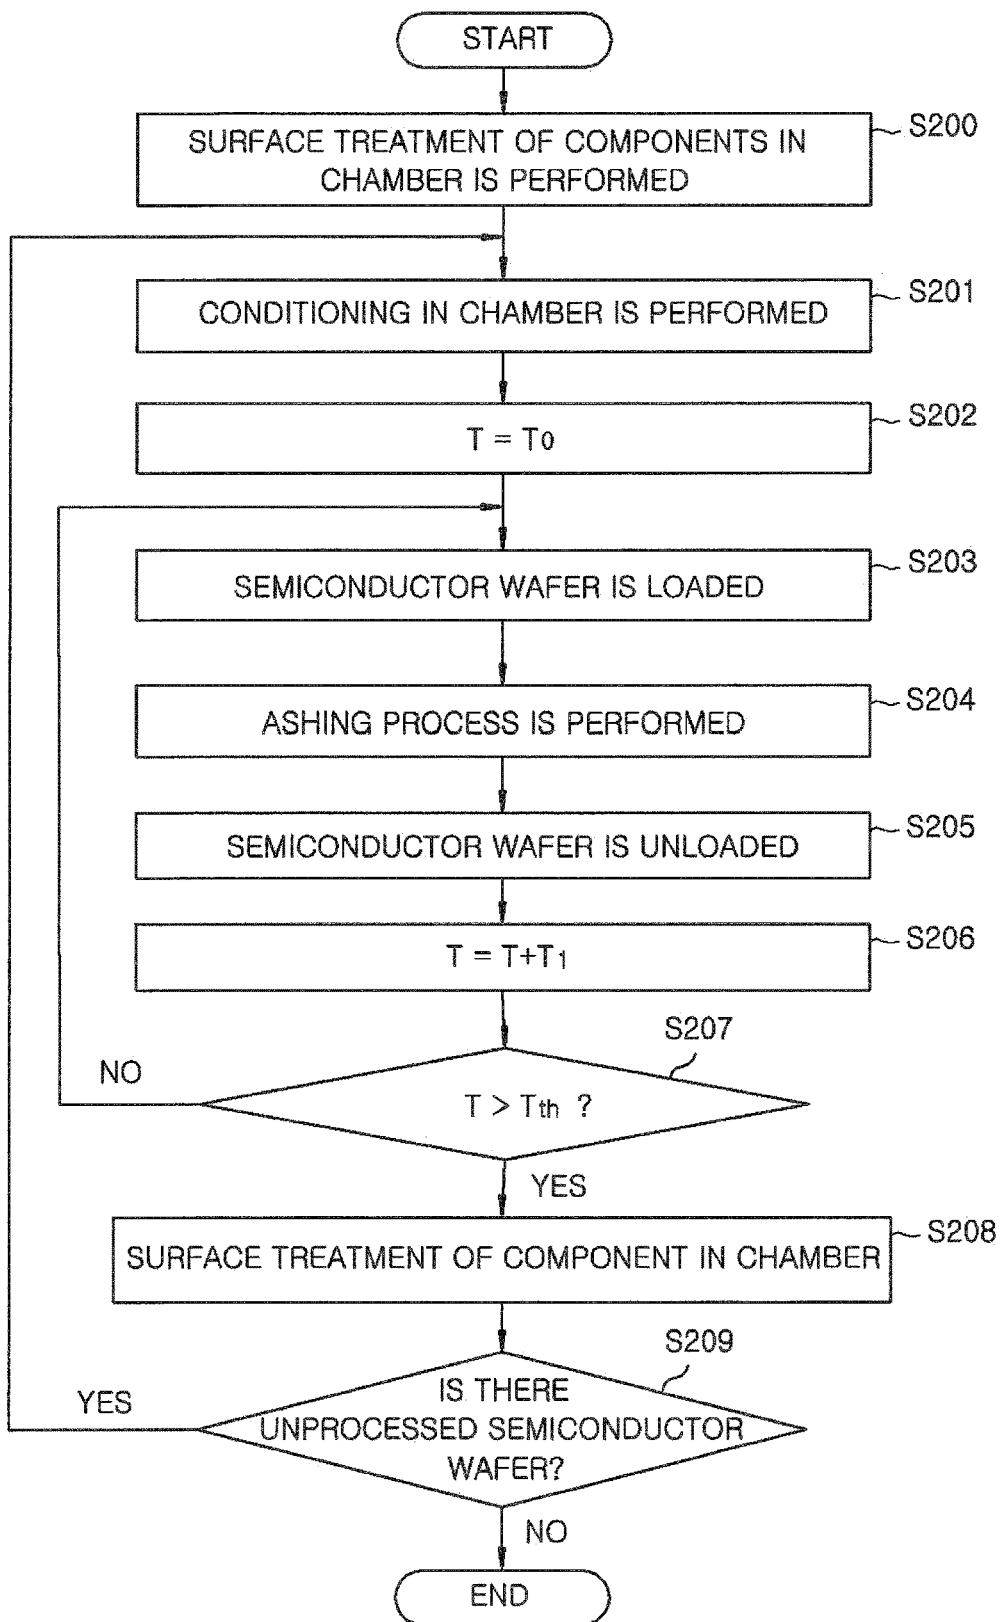 START
SURFACE TREATMENT OF COMPONENTS IN
CHAMBER IS PERFORMED
S200
CONDITIONING IN CHAMBER IS PERFORMED
S201
T = T0
S202
SEMICONDUCTOR WAFER IS LOADED
S203
ASHING PROCESS IS PERFORMED
S204
SEMICONDUCTOR WAFER IS UNLOADED
S205
T = T+T1
S206
S207
NO
T > Tth ?
YES
SURFACE TREATMENT OF COMPONENT IN CHAMBER
S208
S209
YES
IS THERE
UNPROCESSED SEMICONDUCTOR
WAFER?
NO
END